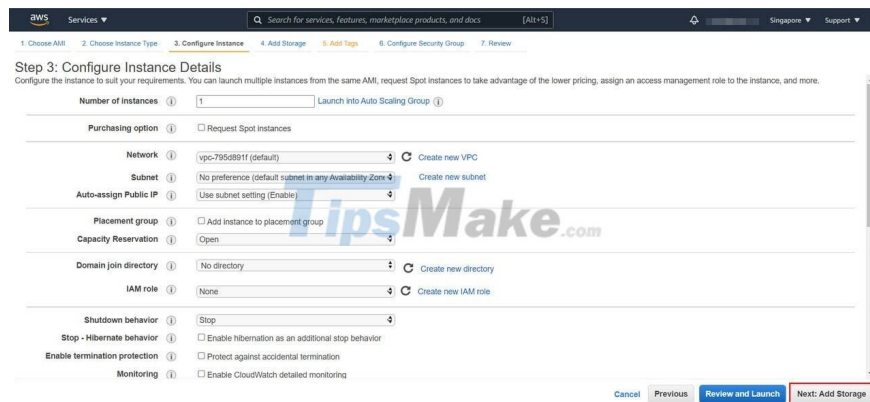 aws Services ▼ Search for services, features, marketplace products, and docs [Alt+S] Singapore ▼ Support ▼
1. Choose AMI 2. Choose Instance Type 3. Configure Instance 4. Add Storage 5. Add Tags 6. Configure Security Group 7. Review
Step 3: Configure Instance Details
Configure the instance to suit your requirements. You can launch multiple instances from the same AMI, request Spot instances to take advantage of the lower pricing, assign an access management role to the instance, and more.
Number of instances 1 Launch into Auto Scaling Group
Purchasing option Request Spot instances
Network vpc-795d891f (default) Create new VPC
Subnet No preference (default subnet in any Availability Zone Create new subnet
Auto-assign Public IP Use subnet setting (Enable)
TipsMake.com
Placement group Add instance to placement group
Capacity Reservation Open
Domain join directory No directory Create new directory
IAM role None Create new IAM role
Shutdown behavior Stop
Stop - Hibernate behavior Enable hibernation as an additional stop behavior
Enable termination protection Protect against accidental termination
Monitoring Enable CloudWatch detailed monitoring
Cancel Previous Review and Launch Next: Add Storage